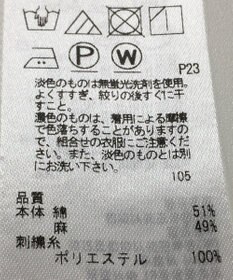 P23
P W
淡色のものは無蛍光洗剤を使用。
よくすすぎ、絞りの後すぐに干
すこと。
濃色のものは、着用による摩擦
で色落ちすることがありますの
で、組合せの衣服にご注意くだ
さい。また、淡色のものとは別
にお洗い下さい。
105
品質
本体 綿 51%
麻 49%
刺繍糸
ポリエステル 100%